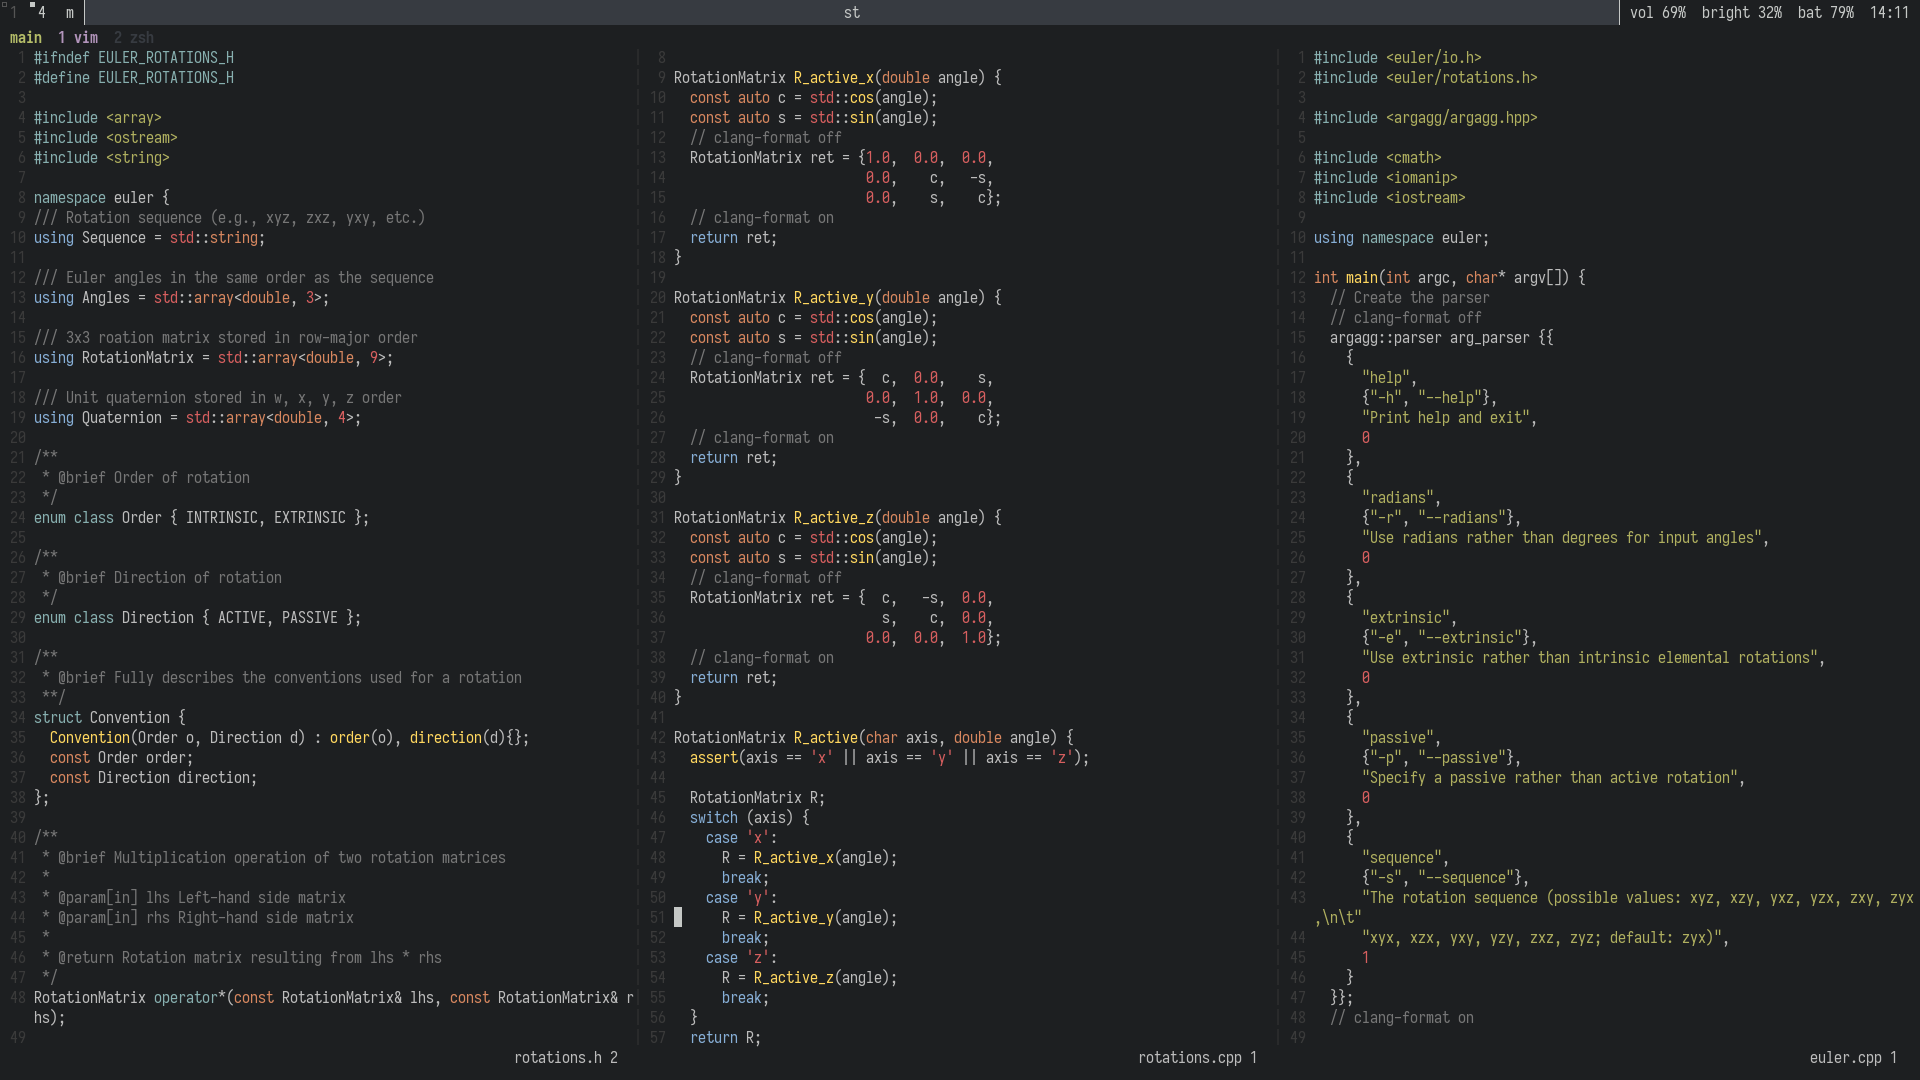 1 4 m st vol 69% bright 32% bat 79% 14:11
main 1 vim 2 zsh
1 #ifndef EULER_ROTATIONS_H
2 #define EULER_ROTATIONS_H
3
4 #include <array>
5 #include <ostream>
6 #include <string>
7
8 namespace euler {
9 /// Rotation sequence (e.g., xyz, zxz, yxy, etc.)
10 using Sequence = std::string;
11
12 /// Euler angles in the same order as the sequence
13 using Angles = std::array<double, 3>;
14
15 /// 3x3 roation matrix stored in row-major order
16 using RotationMatrix = std::array<double, 9>;
17
18 /// Unit quaternion stored in w, x, y, z order
19 using Quaternion = std::array<double, 4>;
20
21 /**
22  * @brief Order of rotation
23  */
24 enum class Order { INTRINSIC, EXTRINSIC };
25
26 /**
27  * @brief Direction of rotation
28  */
29 enum class Direction { ACTIVE, PASSIVE };
30
31 /**
32  * @brief Fully describes the conventions used for a rotation
33  **/
34 struct Convention {
35   Convention(Order o, Direction d) : order(o), direction(d){};
36   const Order order;
37   const Direction direction;
38 };
39
40 /**
41  * @brief Multiplication operation of two rotation matrices
42  *
43  * @param[in] lhs Left-hand side matrix
44  * @param[in] rhs Right-hand side matrix
45  *
46  * @return Rotation matrix resulting from lhs * rhs
47  */
48 RotationMatrix operator*(const RotationMatrix& lhs, const RotationMatrix& r
hs);
49
rotations.h 2
8
9 RotationMatrix R_active_x(double angle) {
10   const auto c = std::cos(angle);
11   const auto s = std::sin(angle);
12   // clang-format off
13   RotationMatrix ret = {1.0,  0.0,  0.0,
14                         0.0,    c,   -s,
15                         0.0,    s,    c};
16   // clang-format on
17   return ret;
18 }
19
20 RotationMatrix R_active_y(double angle) {
21   const auto c = std::cos(angle);
22   const auto s = std::sin(angle);
23   // clang-format off
24   RotationMatrix ret = {  c,  0.0,    s,
25                         0.0,  1.0,  0.0,
26                          -s,  0.0,    c};
27   // clang-format on
28   return ret;
29 }
30
31 RotationMatrix R_active_z(double angle) {
32   const auto c = std::cos(angle);
33   const auto s = std::sin(angle);
34   // clang-format off
35   RotationMatrix ret = {  c,   -s,  0.0,
36                           s,    c,  0.0,
37                         0.0,  0.0,  1.0};
38   // clang-format on
39   return ret;
40 }
41
42 RotationMatrix R_active(char axis, double angle) {
43   assert(axis == 'x' || axis == 'y' || axis == 'z');
44
45   RotationMatrix R;
46   switch (axis) {
47     case 'x':
48       R = R_active_x(angle);
49       break;
50     case 'y':
51       R = R_active_y(angle);
52       break;
53     case 'z':
54       R = R_active_z(angle);
55       break;
56   }
57   return R;
rotations.cpp 1
1 #include <euler/io.h>
2 #include <euler/rotations.h>
3
4 #include <argagg/argagg.hpp>
5
6 #include <cmath>
7 #include <iomanip>
8 #include <iostream>
9
10 using namespace euler;
11
12 int main(int argc, char* argv[]) {
13   // Create the parser
14   // clang-format off
15   argagg::parser arg_parser {{
16     {
17       "help",
18       {"-h", "--help"},
19       "Print help and exit",
20       0
21     },
22     {
23       "radians",
24       {"-r", "--radians"},
25       "Use radians rather than degrees for input angles",
26       0
27     },
28     {
29       "extrinsic",
30       {"-e", "--extrinsic"},
31       "Use extrinsic rather than intrinsic elemental rotations",
32       0
33     },
34     {
35       "passive",
36       {"-p", "--passive"},
37       "Specify a passive rather than active rotation",
38       0
39     },
40     {
41       "sequence",
42       {"-s", "--sequence"},
43       "The rotation sequence (possible values: xyz, xzy, yxz, yzx, zxy, zyx
,\n\t"
44       "xyx, xzx, yxy, yzy, zxz, zyz; default: zyx)",
45       1
46     }
47   }};
48   // clang-format on
49
euler.cpp 1